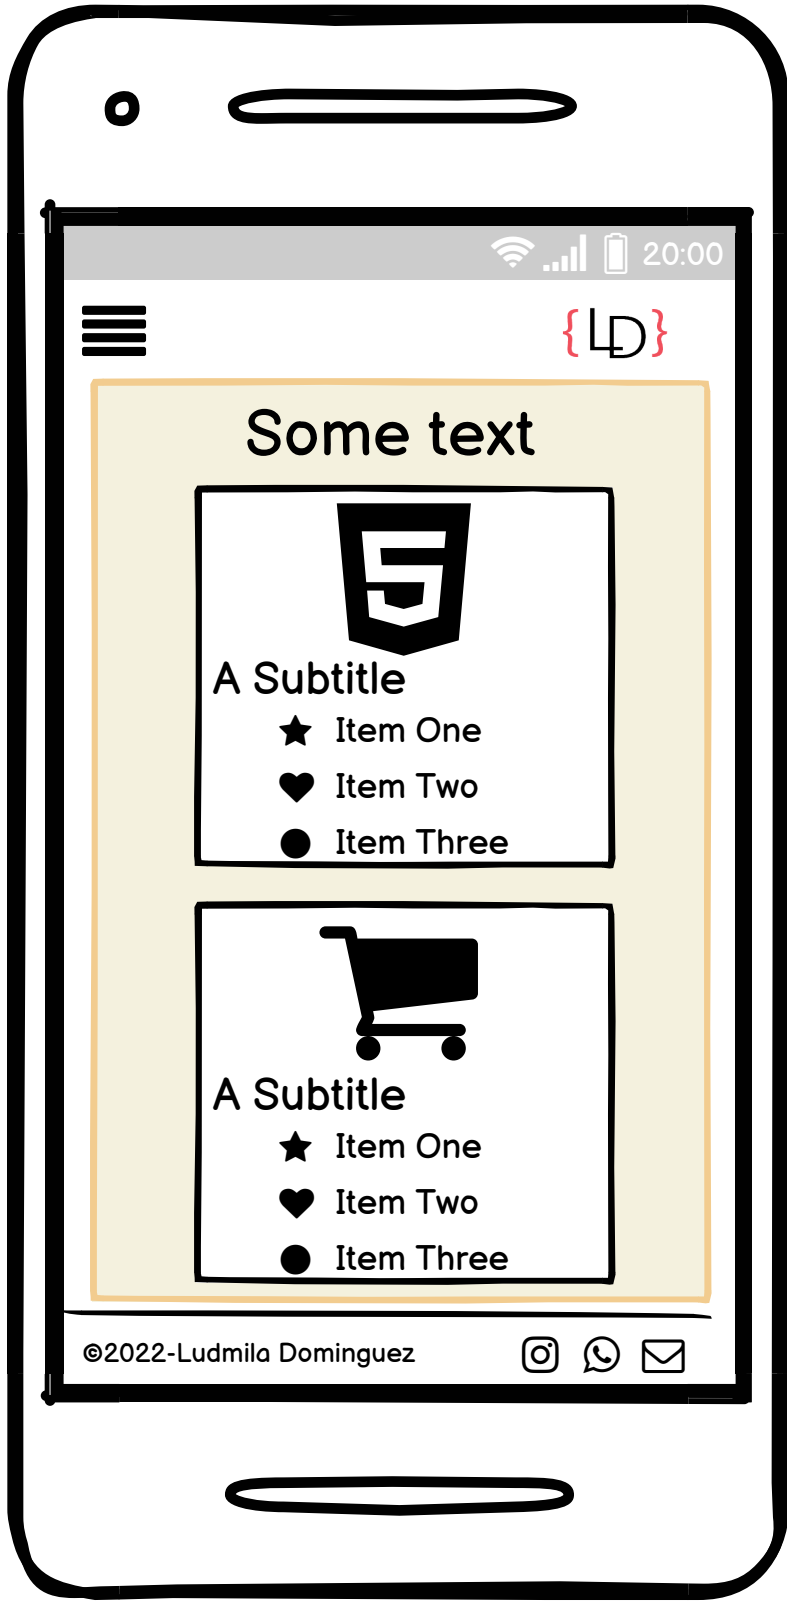 20:00
{LD}
Some text
5
A Subtitle
Item One
Item Two
Item Three
A Subtitle
Item One
Item Two
Item Three
©2022-Ludmila Dominguez